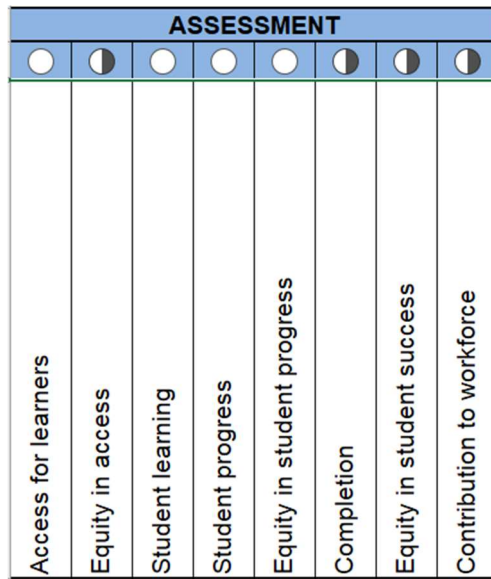 ASSESSMENT
Access for learners
Equity in access
Student learning
Student progress
Equity in student progress
Completion
Equity in student success
Contribution to workforce